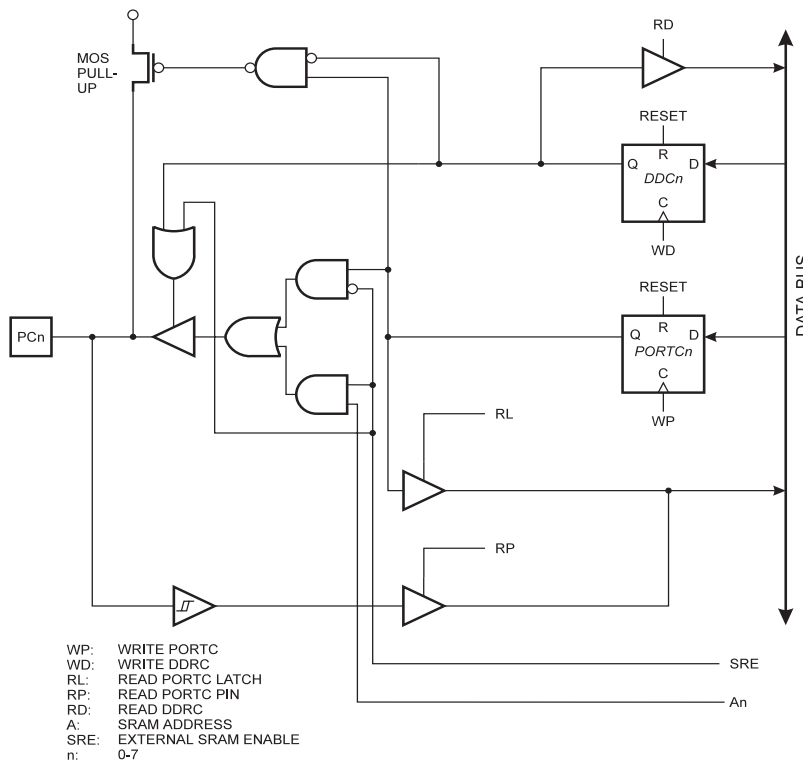 RD
MOS
PULL-
UP
RESET
R
Q
D
DDCn
C
WD
DATA BUS
RESET
R
Q
D
PORTCn
C
WP
PCn
RL
RP
WP: WRITE PORTC
WD: WRITE DDRC
RL: READ PORTC LATCH
RP: READ PORTC PIN
RD: READ DDRC
A: SRAM ADDRESS
SRE: EXTERNAL SRAM ENABLE
n: 0-7
SRE
An